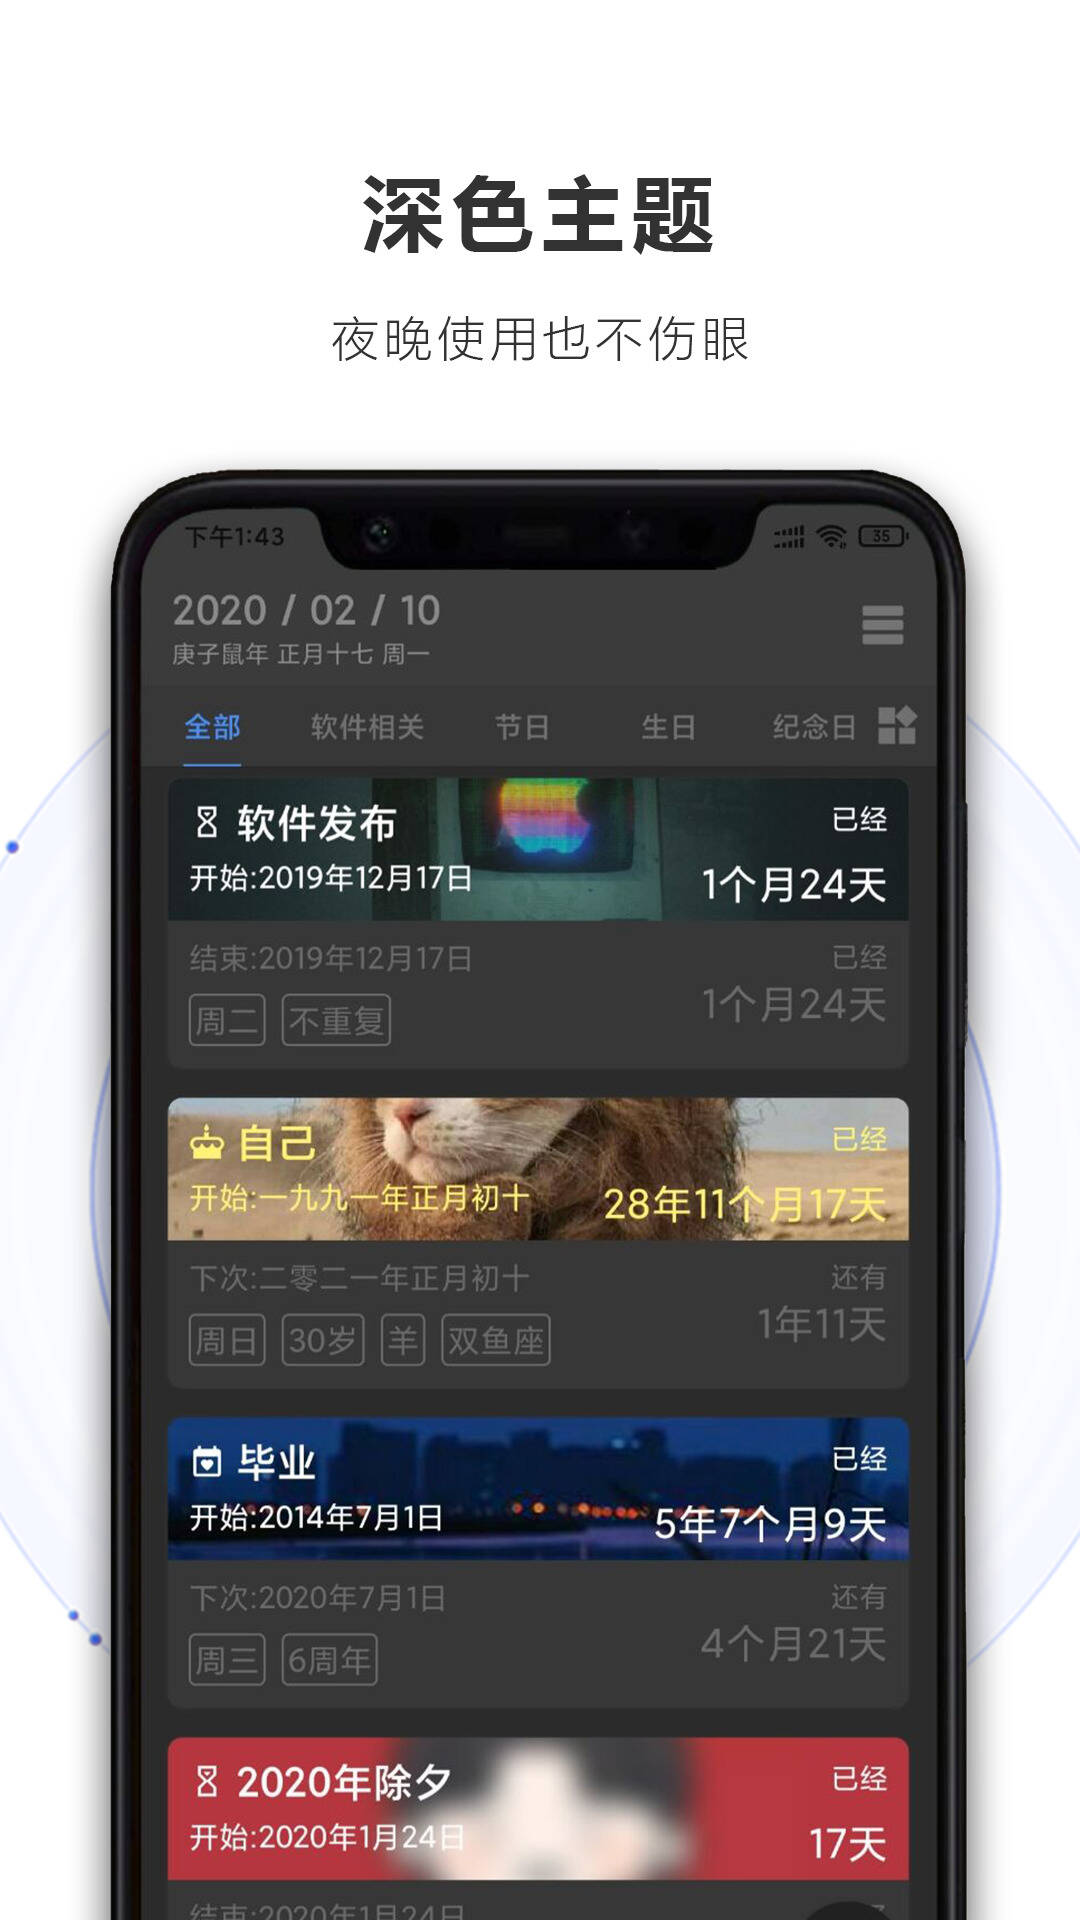 深色主题
夜晚使用也不伤眼
下午1:43
35
2020 / 02 / 10
庚子鼠年 正月十七 周一
全部 软件相关 节日 生日 纪念日
软件发布 已经
开始:2019年12月17日 1个月24天
结束:2019年12月17日 已经
周二 不重复 1个月24天
自己 已经
开始:一九九一年正月初十 28年11个月17天
下次:二零二一年正月初十 还有
周日 30岁 羊 双鱼座 1年11天
毕业 已经
开始:2014年7月1日 5年7个月9天
下次:2020年7月1日 还有
周三 6周年 4个月21天
2020年除夕 已经
开始:2020年1月24日 17天
结束:2020年1月24日